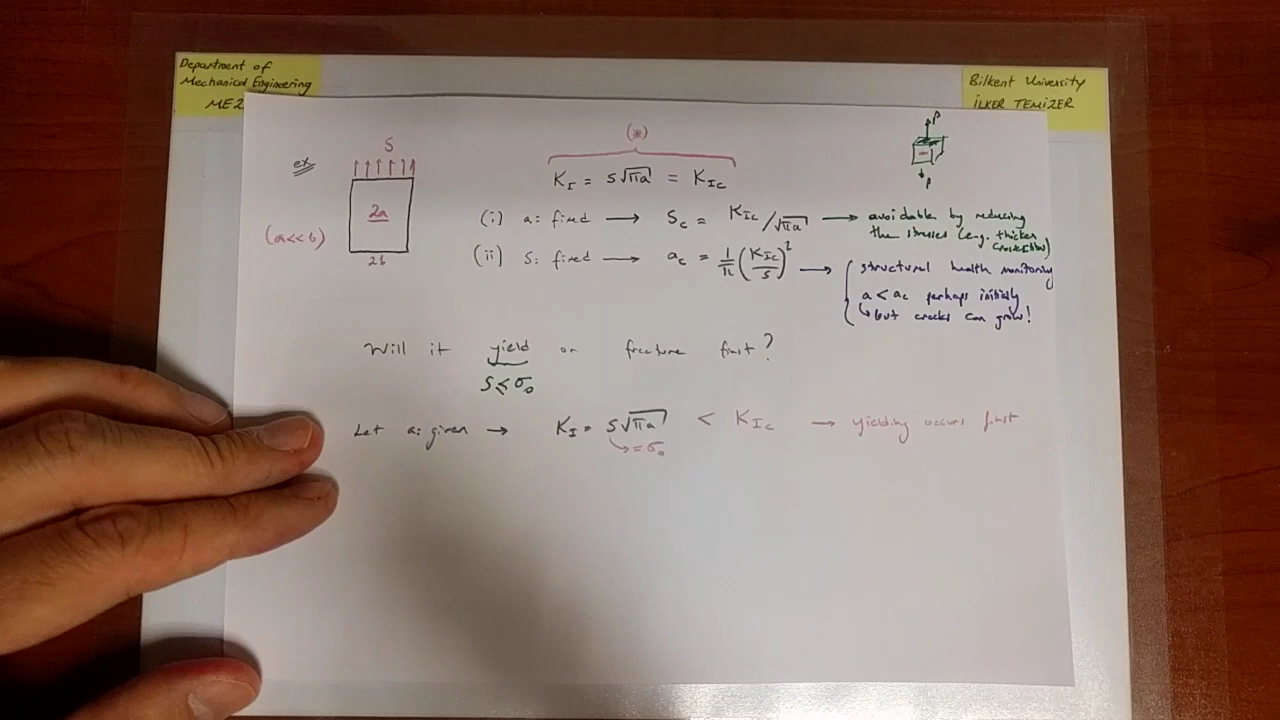 Department of
Mechanical Engineering
ME2
Bilkent University
İLKER TEMİZER
ex
S
2a
(a<<b)
2b
(*)
K_I = S√πa = K_Ic
P
P
(i) a: fixed → S_c = K_Ic/√πa → avoidable by reducing
the stresses (e.g. thicker
(ii) S: fixed → a_c = 1/π (K_Ic/S)² → { structural health monitoring
a < a_c perhaps initially
↳ but cracks can grow!
Will it yield or fracture first?
S ≤ σ₀
Let a: given → K_I = S√πa < K_Ic → yielding occurs first
↳ = σ₀